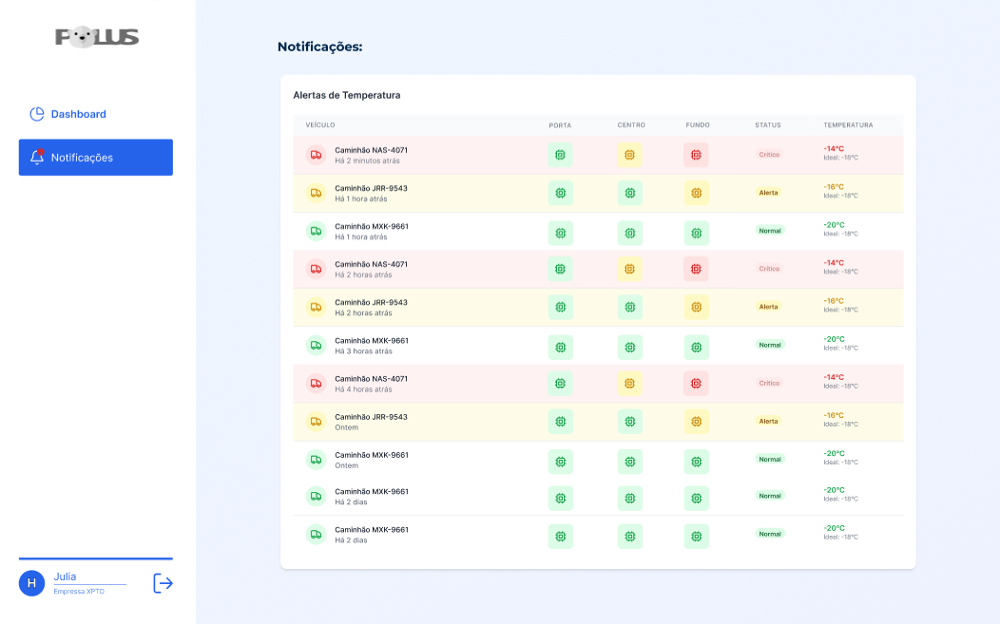 POLUS
Notificações:
Dashboard
Notificações
Alertas de Temperatura
VEÍCULO PORTA CENTRO FUNDO STATUS TEMPERATURA
Caminhão NAS-4071 Crítico -14°C
Há 2 minutos atrás Ideal: -18°C
Caminhão JRR-9543 Alerta -16°C
Há 1 hora atrás Ideal: -18°C
Caminhão MXK-9661 Normal -20°C
Há 1 hora atrás Ideal: -18°C
Caminhão NAS-4071 Crítico -14°C
Há 2 horas atrás Ideal: -18°C
Caminhão JRR-9543 Alerta -16°C
Há 2 horas atrás Ideal: -18°C
Caminhão MXK-9661 Normal -20°C
Há 3 horas atrás Ideal: -18°C
Caminhão NAS-4071 Crítico -14°C
Há 4 horas atrás Ideal: -18°C
Caminhão JRR-9543 Alerta -16°C
Ontem Ideal: -18°C
Caminhão MXK-9661 Normal -20°C
Ontem Ideal: -18°C
Caminhão MXK-9661 Normal -20°C
Há 2 dias Ideal: -18°C
Caminhão MXK-9661 Normal -20°C
Há 2 dias Ideal: -18°C
H Julia
Empressa XPTO